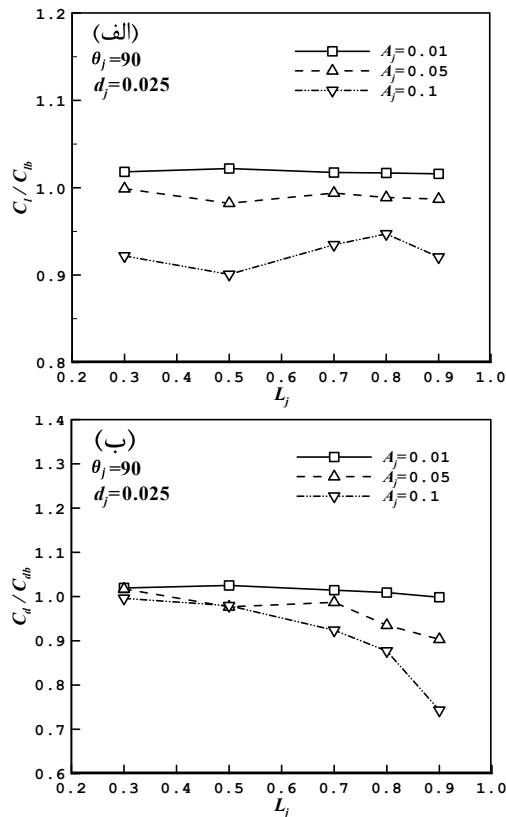 (الف)
θj=90
dj=0.025
Aj=0.01
Aj=0.05
Aj=0.1
1.2
1.1
1.0
0.9
0.8
Cl / Clb
0.2 0.3 0.4 0.5 0.6 0.7 0.8 0.9 1.0
Lj
(ب)
θj=90
dj=0.025
Aj=0.01
Aj=0.05
Aj=0.1
1.4
1.3
1.2
1.1
1.0
0.9
0.8
0.7
0.6
Cd / Cdb
0.2 0.3 0.4 0.5 0.6 0.7 0.8 0.9 1.0
Lj